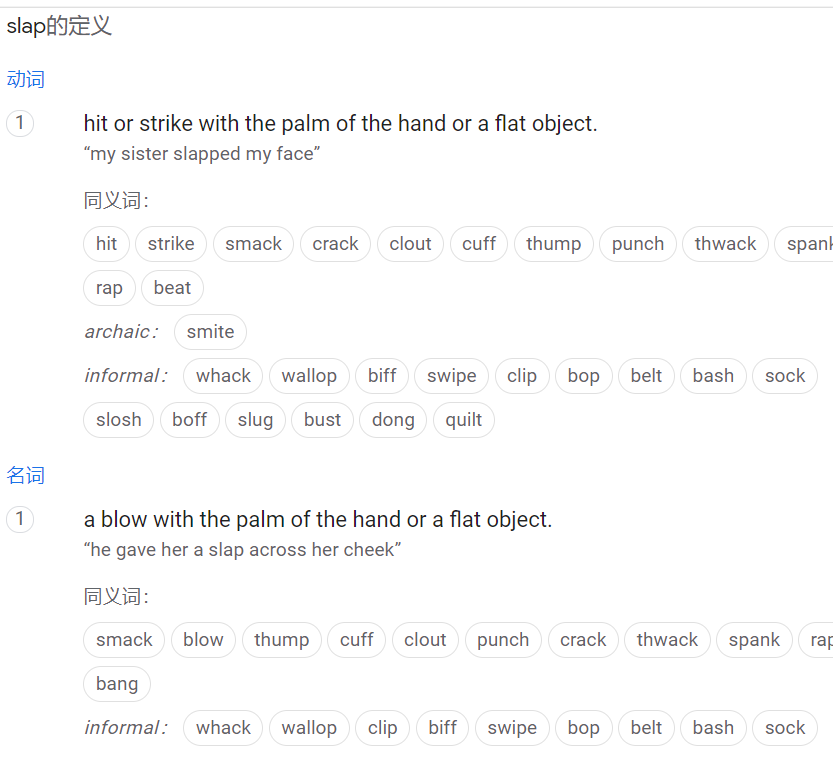 slap的定义
动词
1 hit or strike with the palm of the hand or a flat object.
“my sister slapped my face”
同义词：
hit strike smack crack clout cuff thump punch thwack
rap beat
archaic： smite
informal： whack wallop biff swipe clip bop belt bash sock
slosh boff slug bust dong quilt
名词
1 a blow with the palm of the hand or a flat object.
“he gave her a slap across her cheek”
同义词：
smack blow thump cuff clout punch crack thwack spank
bang
informal： whack wallop clip biff swipe bop belt bash sock